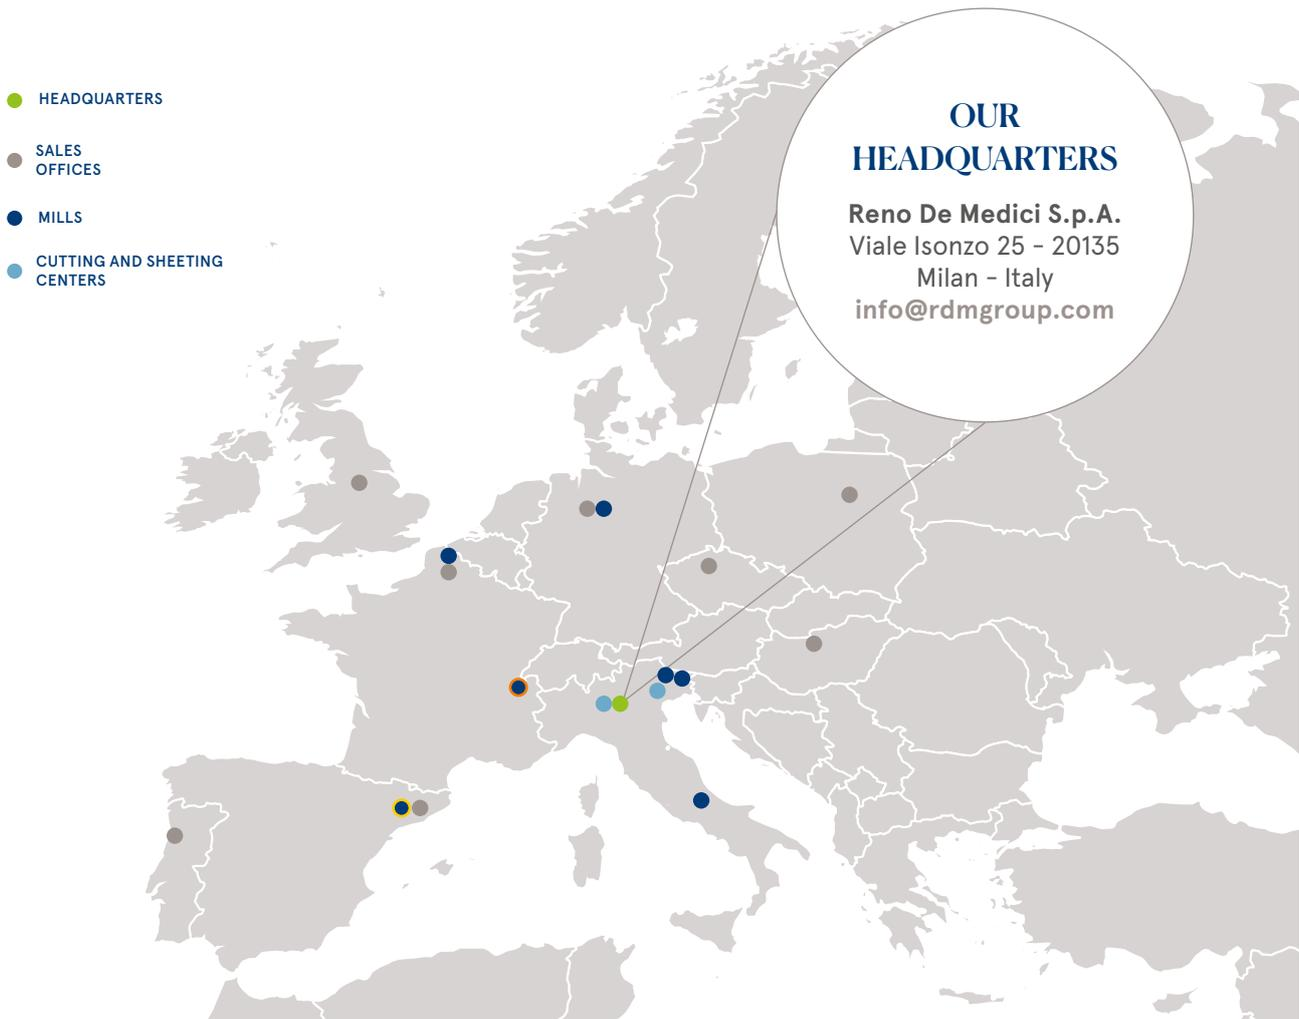 HEADQUARTERS
SALES
OFFICES
MILLS
CUTTING AND SHEETING
CENTERS
OUR
HEADQUARTERS
Reno De Medici S.p.A.
Viale Isonzo 25 - 20135
Milan - Italy
info@rdmgroup.com